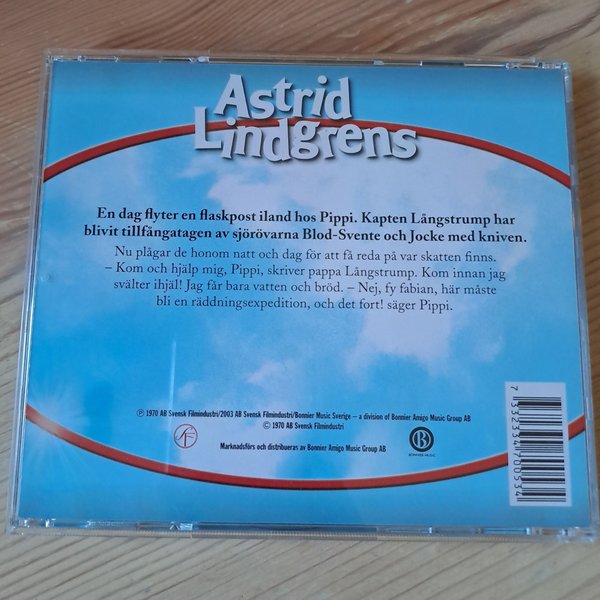 Astrid
Lindgrens
En dag flyter en flaskpost iland hos Pippi. Kapten Långstrump har
blivit tillfångatagen av sjörövarna Blod-Svente och Jocke med kniven.
Nu plågar de honom natt och dag för att få reda på var skatten finns.
– Kom och hjälp mig, Pippi, skriver pappa Långstrump. Kom innan jag
svälter ihjäl! Jag får bara vatten och bröd. – Nej, fy fabian, här måste
bli en räddningsexpedition, och det fort! säger Pippi.
℗ 1970 AB Svensk Filmindustri/2003 AB Svensk Filmindustri/Bonnier Music Sverige – a division of Bonnier Amigo Music Group AB
© 1970 AB Svensk Filmindustri
SF
Marknadsförs och distribueras av Bonnier Amigo Music Group AB
B
BONNIER MUSIC
7 332334 700534